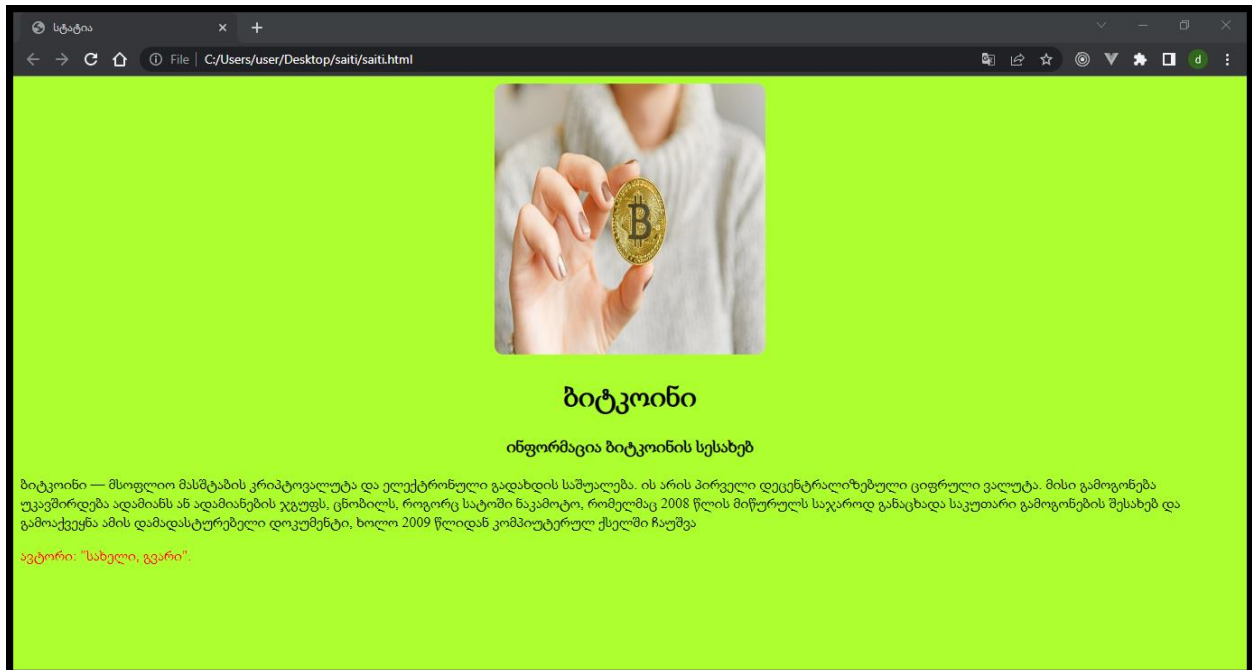 სტატია
File
C:/Users/user/Desktop/saiti/saiti.html
d
B
ბიტკოინი
ინფორმაცია ბიტკოინის სესახებ
ბიტკოინი — მსოფლიო მასშტაბის კრიპტოვალუტა და ელექტრონული გადახდის საშუალება. ის არის პირველი დეცენტრალიზებული ციფრული ვალუტა. მისი გამოგონება
უკავშირდება ადამიანს ან ადამიანების ჯგუფს, ცნობილს, როგორც სატოში ნაკამოტო, რომელმაც 2008 წლის მიწურულს საჯაროდ განაცხადა საკუთარი გამოგონების შესახებ და
გამოაქვეყნა ამის დამადასტურებელი დოკუმენტი, ხოლო 2009 წლიდან კომპიუტერულ ქსელში ჩაუშვა
ავტორი: "სახელი, გვარი".